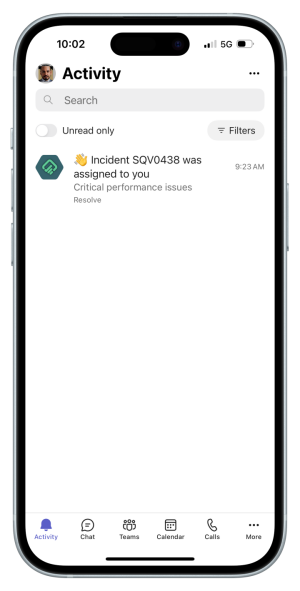 10:02
5G
Activity
Search
Unread only
Filters
👋 Incident SQV0438 was
assigned to you
9:23 AM
Critical performance issues
Resolve
Activity
Chat
Teams
Calendar
Calls
More